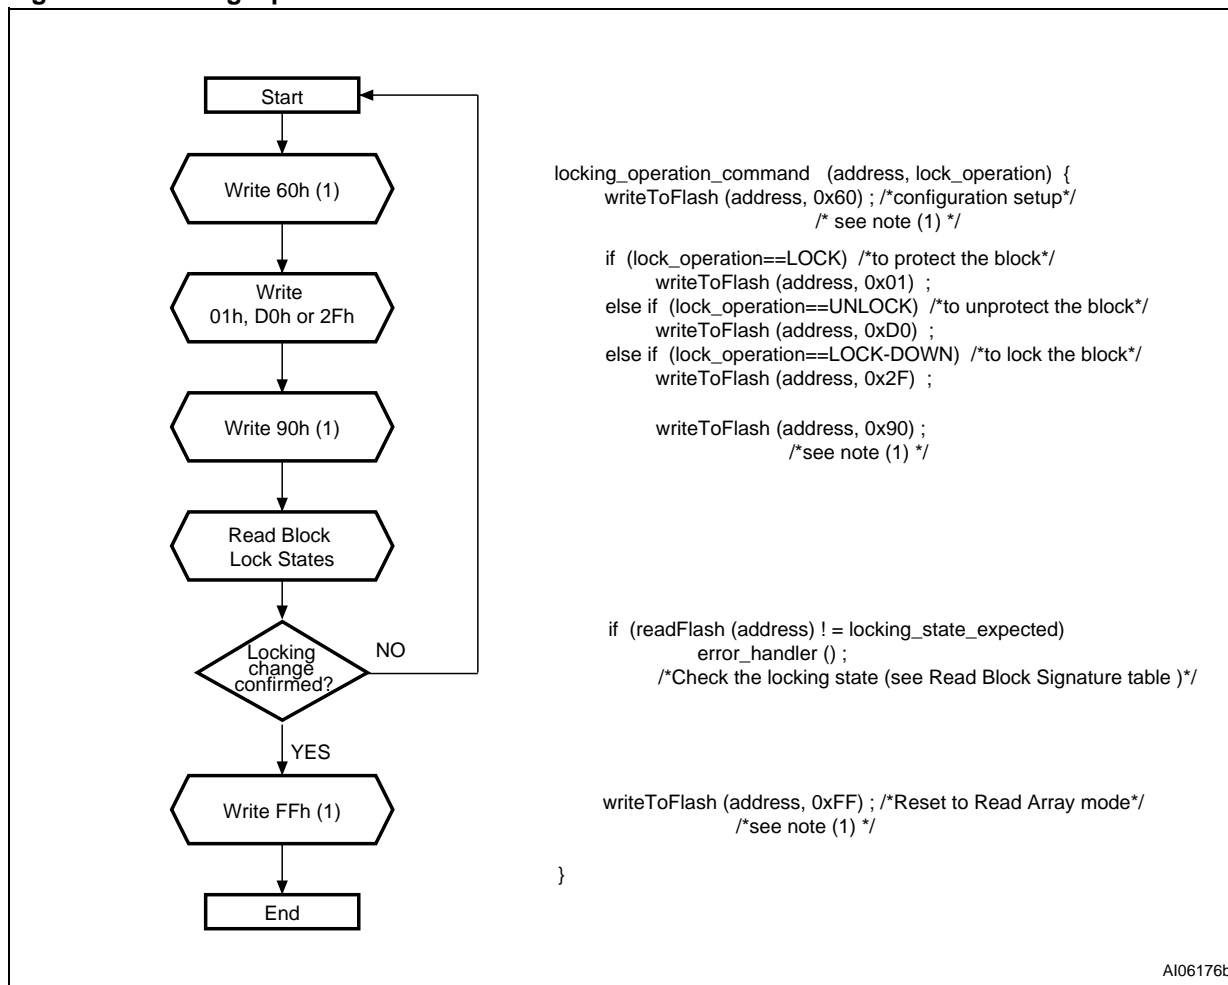 Start
Write 60h (1)
Write
01h, D0h or 2Fh
Write 90h (1)
Read Block
Lock States
Locking
change
confirmed?
NO
YES
Write FFh (1)
End
locking_operation_command (address, lock_operation) {
writeToFlash (address, 0x60) ; /*configuration setup*/
/* see note (1) */
if (lock_operation==LOCK) /*to protect the block*/
writeToFlash (address, 0x01) ;
else if (lock_operation==UNLOCK) /*to unprotect the block*/
writeToFlash (address, 0xD0) ;
else if (lock_operation==LOCK-DOWN) /*to lock the block*/
writeToFlash (address, 0x2F) ;
writeToFlash (address, 0x90) ;
/*see note (1) */
if (readFlash (address) ! = locking_state_expected)
error_handler () ;
/*Check the locking state (see Read Block Signature table )*/
writeToFlash (address, 0xFF) ; /*Reset to Read Array mode*/
/*see note (1) */
}
AI06176b